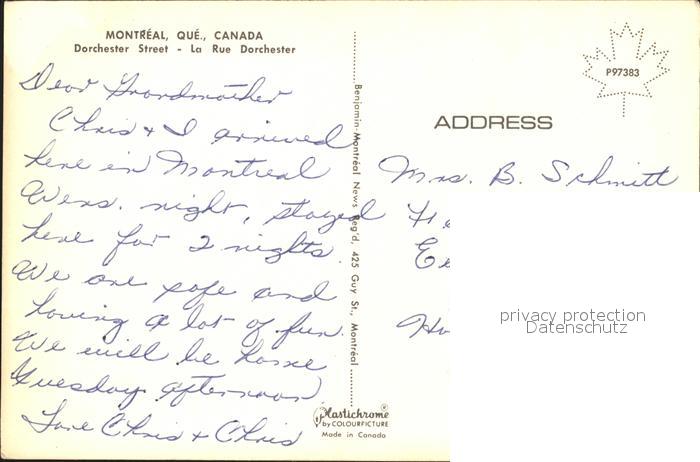 MONTRÉAL, QUÉ., CANADA
Dorchester Street - La Rue Dorchester
Dear Grandmother
Chris + I arrived
here in Montreal
Wens. night, stayed
here for 2 nights.
We are safe and
having a lot of fun.
We will be home
Tuesday afternoon
Love Chris + Chris
Benjamin-Montréal News Reg'd, 425 Guy St., Montréal
Plastichrome®
by COLOURPICTURE
Made in Canada
P97383
ADDRESS
Mrs. B. Schmitt
privacy protection
Datenschutz